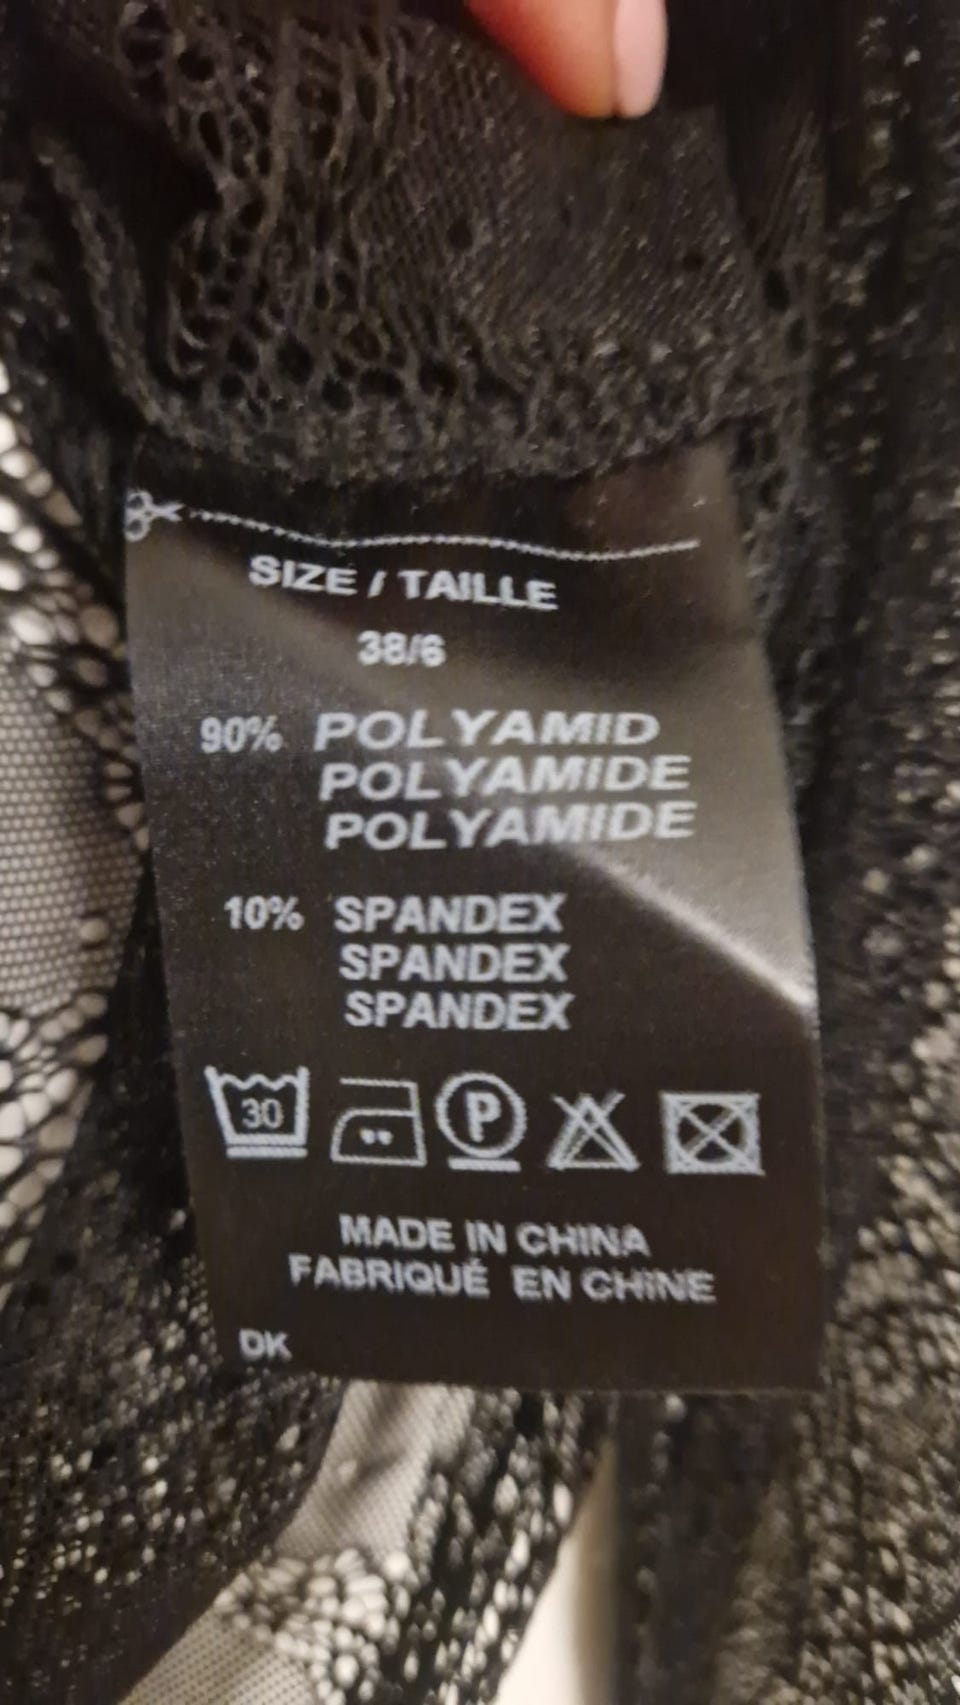 SIZE / TAILLE
38/6
90% POLYAMID
POLYAMIDE
POLYAMIDE
10% SPANDEX
SPANDEX
SPANDEX
30 P
MADE IN CHINA
FABRIQUÉ EN CHINE
DK